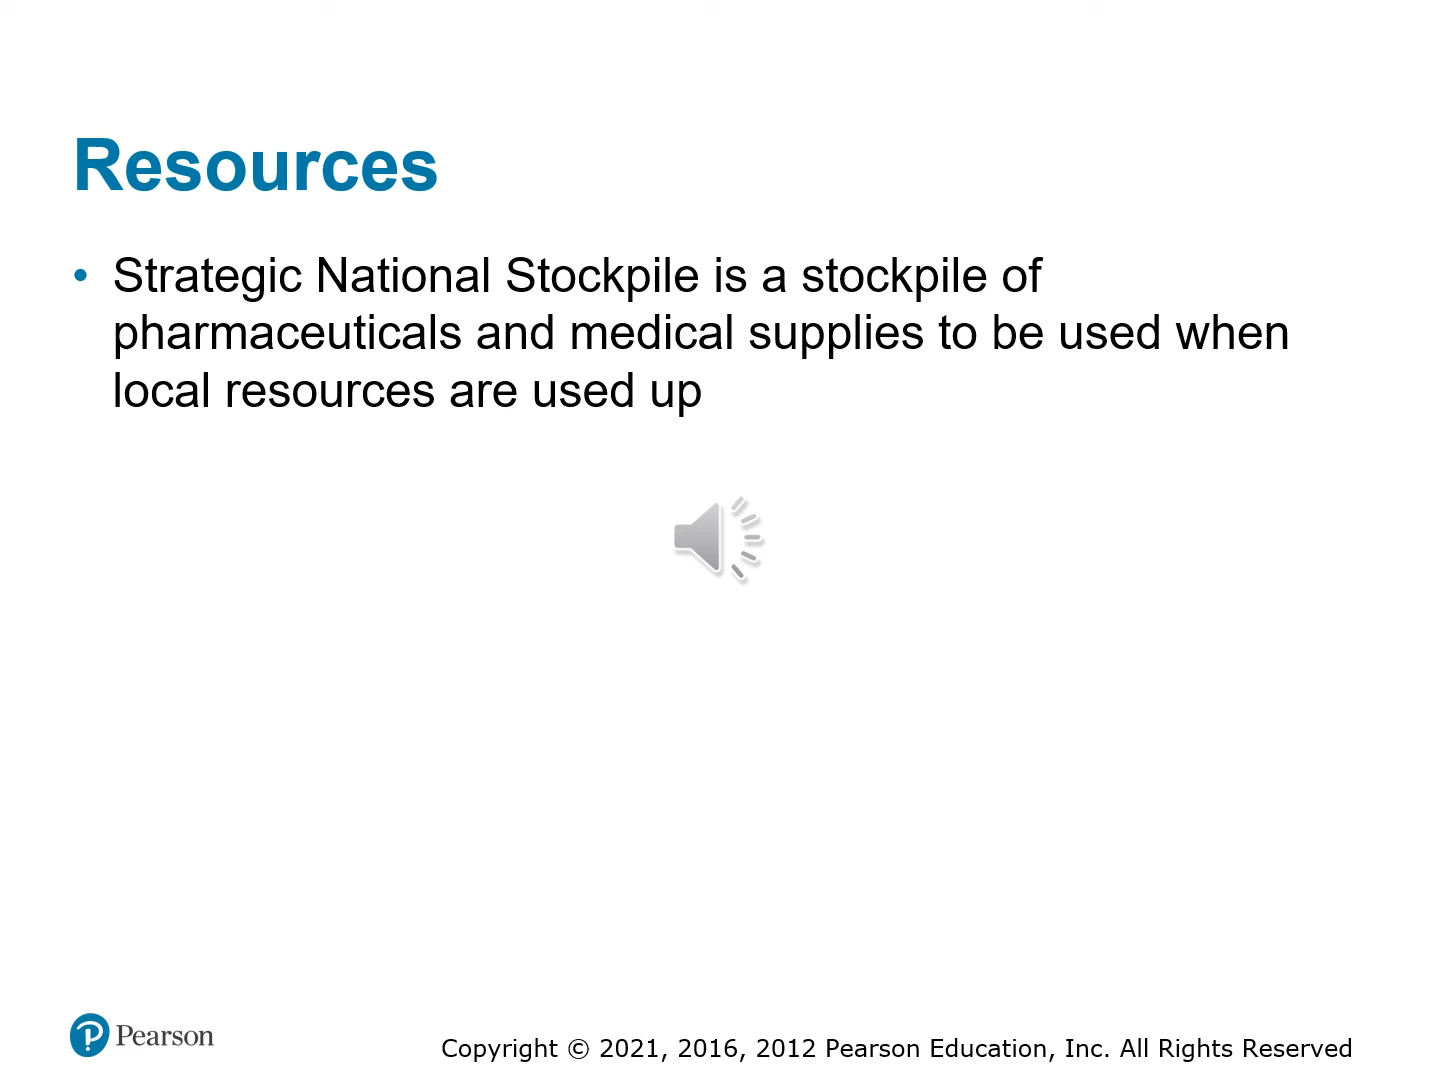 Resources
• Strategic National Stockpile is a stockpile of
pharmaceuticals and medical supplies to be used when
local resources are used up
Pearson
Copyright © 2021, 2016, 2012 Pearson Education, Inc. All Rights Reserved